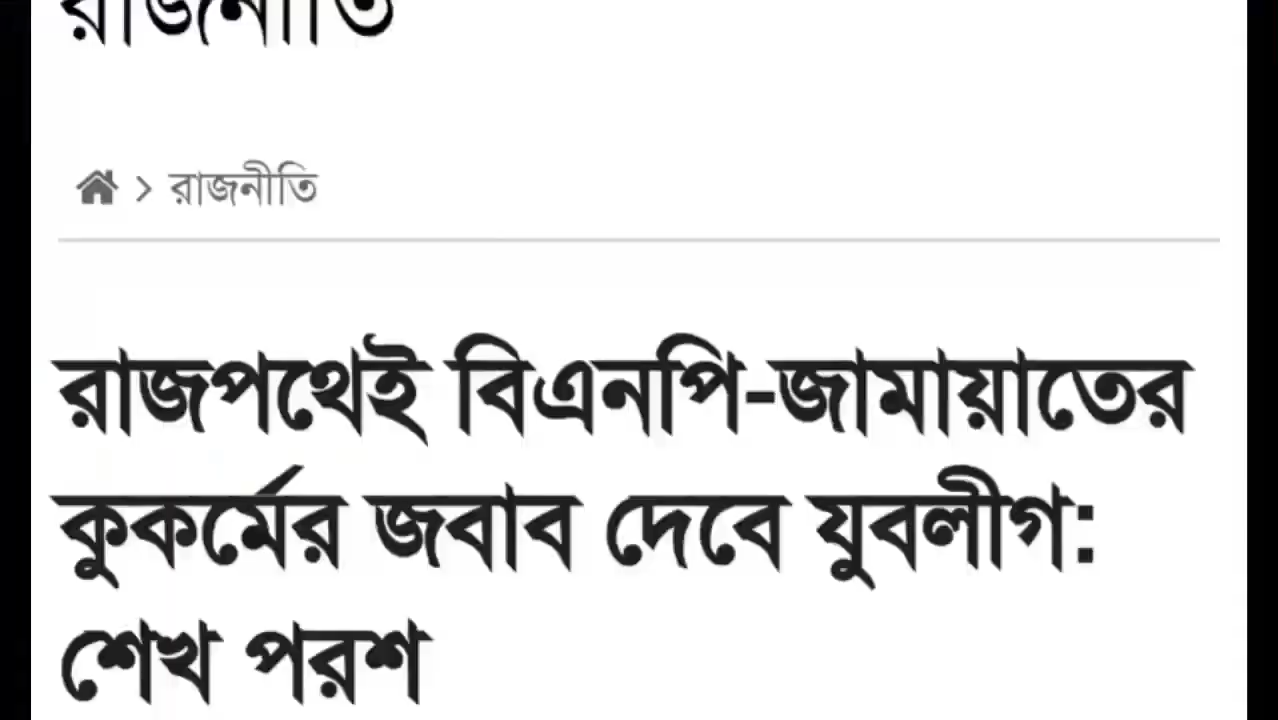 রাজনীতি
> রাজনীতি
রাজপথেই বিএনপি-জামায়াতের
কুকর্মের জবাব দেবে যুবলীগ:
শেখ পরশ